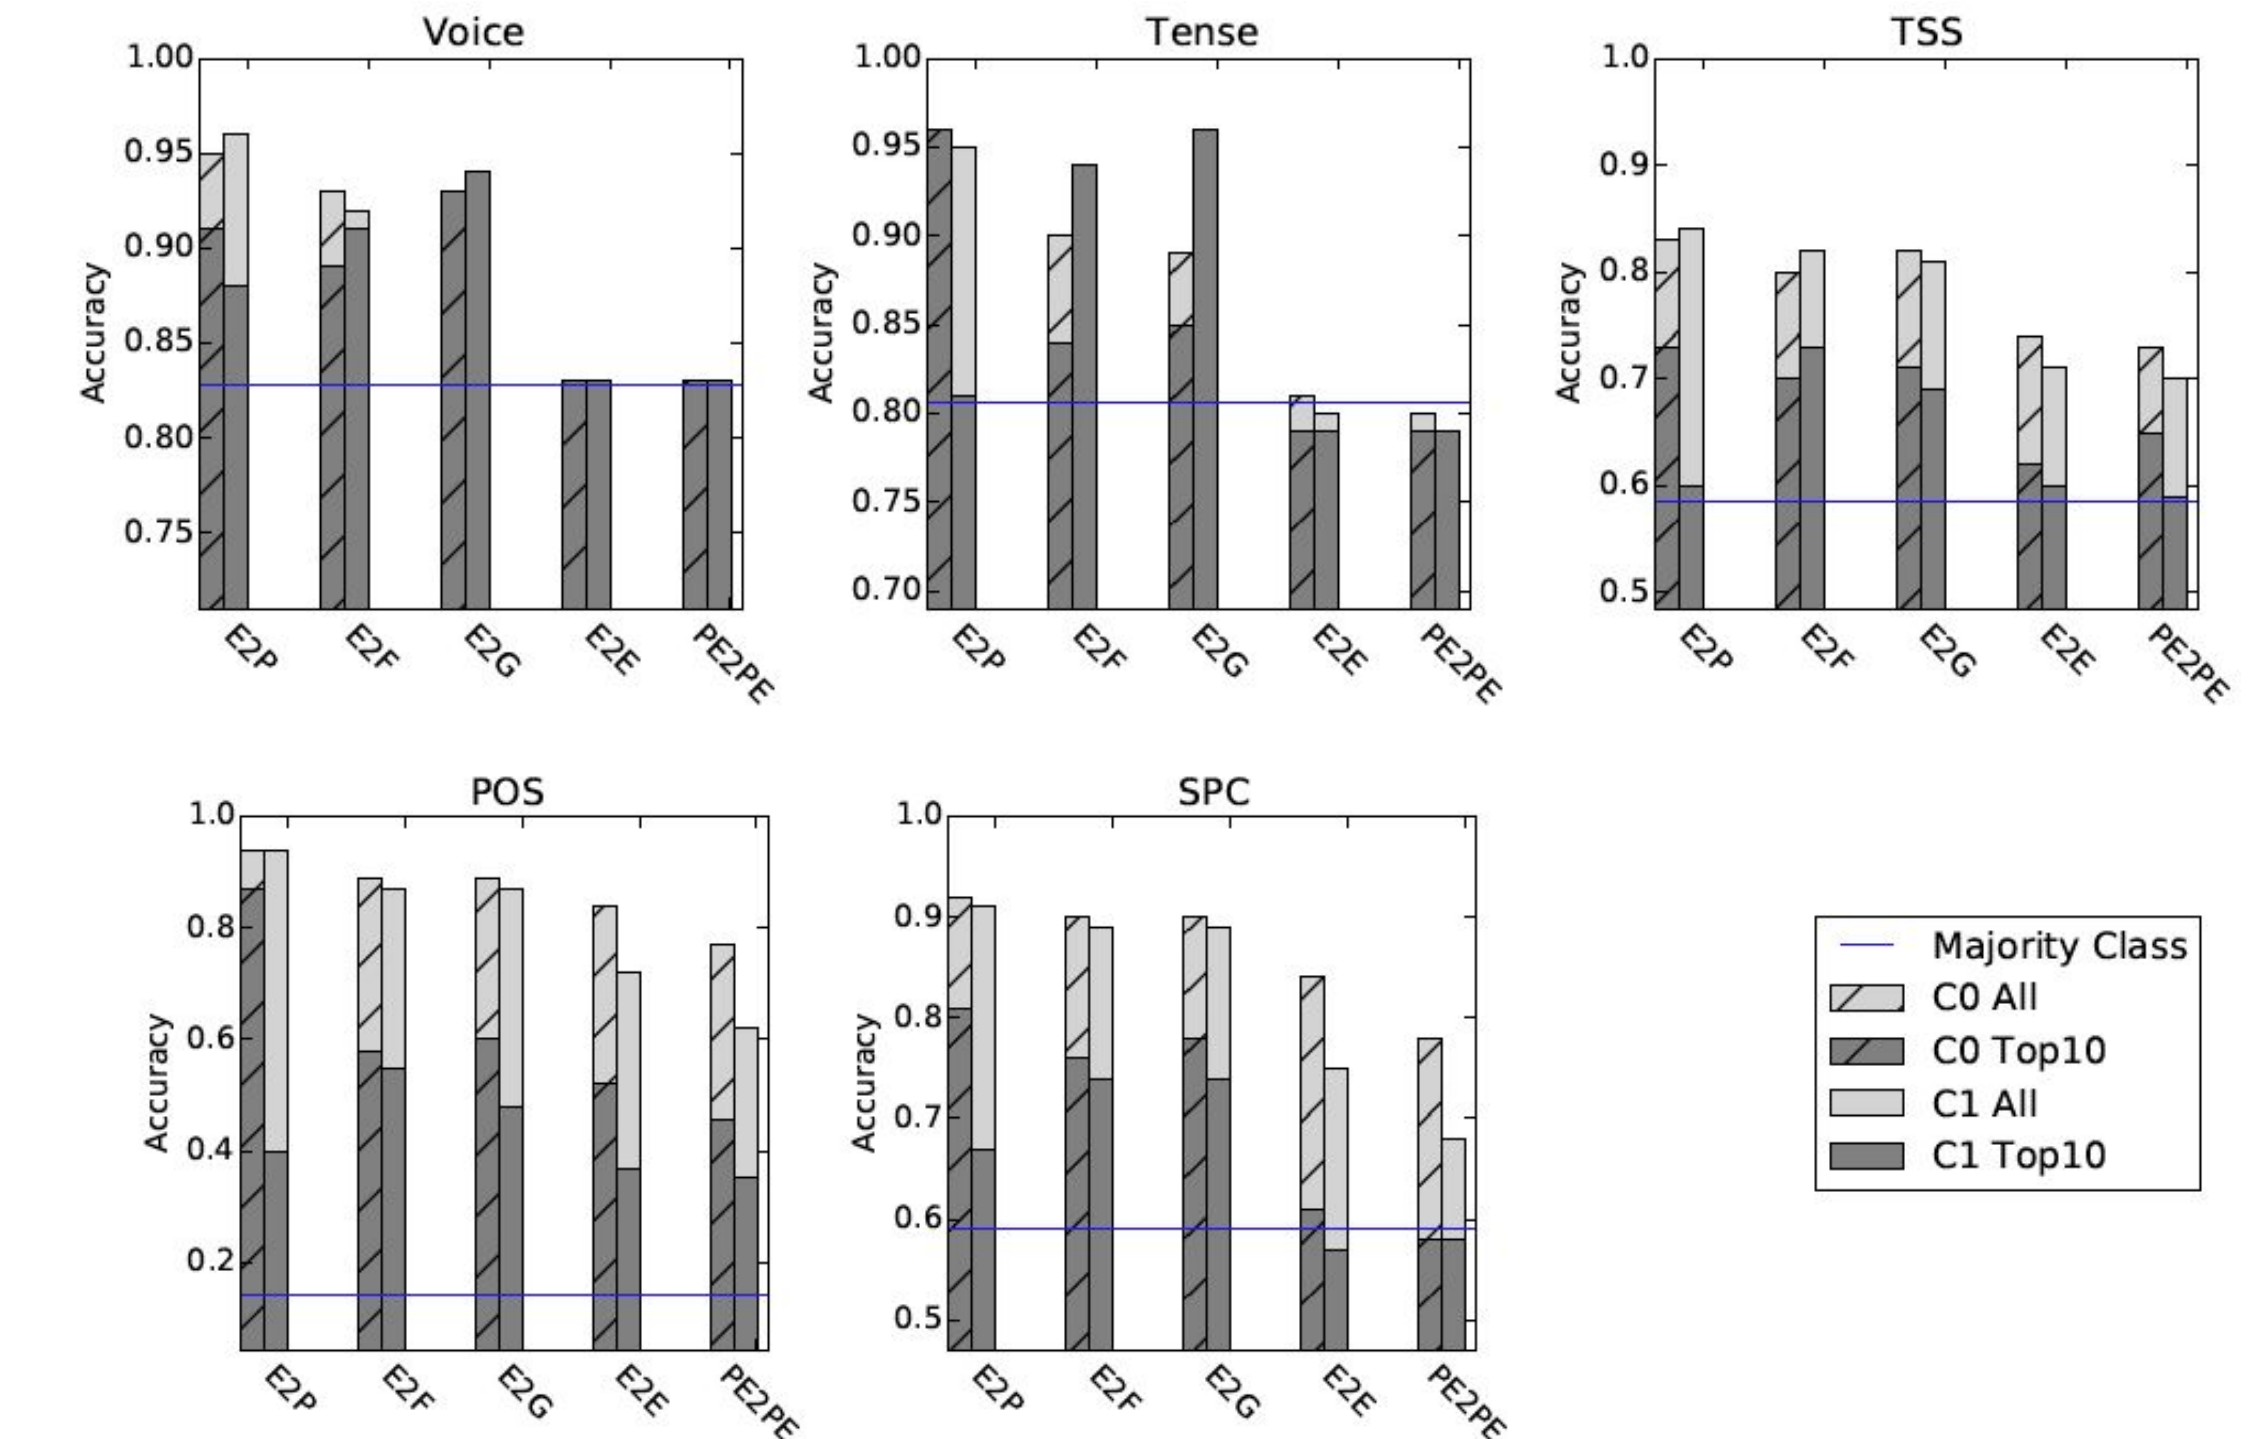 Voice
1.00
0.95
0.90
0.85
0.80
0.75
Accuracy
E2P
E2F
E2G
E2E
PE2PE
Tense
1.00
0.95
0.90
0.85
0.80
0.75
0.70
Accuracy
E2P
E2F
E2G
E2E
PE2PE
TSS
1.0
0.9
0.8
0.7
0.6
0.5
Accuracy
E2P
E2F
E2G
E2E
PE2PE
POS
1.0
0.8
0.6
0.4
0.2
Accuracy
E2P
E2F
E2G
E2E
PE2PE
SPC
1.0
0.9
0.8
0.7
0.6
0.5
Accuracy
E2P
E2F
E2G
E2E
PE2PE
Majority Class
C0 All
C0 Top10
C1 All
C1 Top10